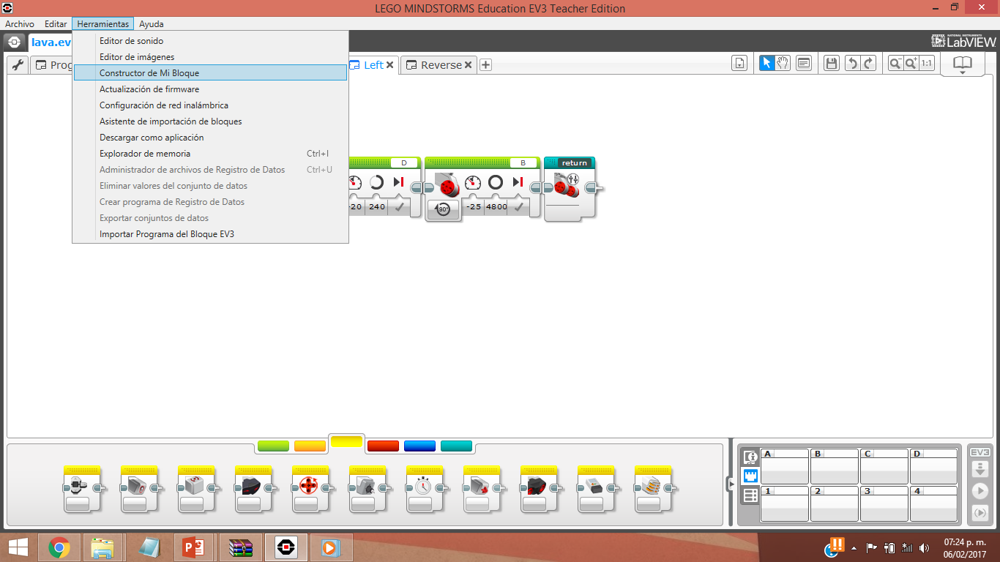 LEGO MINDSTORMS Education EV3 Teacher Edition
Archivo Editar Herramientas Ayuda
lava.ev
NATIONAL INSTRUMENTS
LabVIEW
Prog
Left
Reverse
1:1
Editor de sonido
Editor de imágenes
Constructor de Mi Bloque
Actualización de firmware
Configuración de red inalámbrica
Asistente de importación de bloques
Descargar como aplicación
Explorador de memoria Ctrl+I
Administrador de archivos de Registro de Datos Ctrl+U
Eliminar valores del conjunto de datos
Crear programa de Registro de Datos
Exportar conjuntos de datos
Importar Programa del Bloque EV3
D B return
-20 240 90° -25 4800
A B C D
1 2 3 4
EV3
07:24 p. m.
06/02/2017